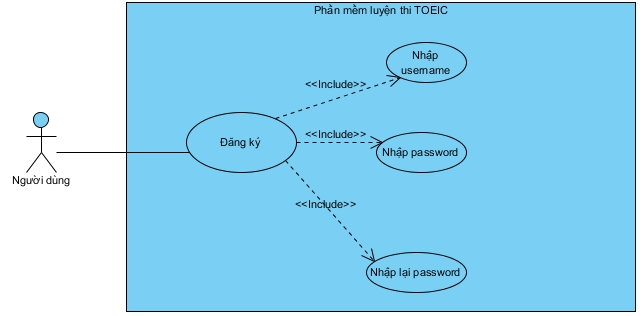 Phần mềm luyện thi TOEIC
Nhập
username
<<Include>>
Đăng ký
<<Include>>
Nhập password
Người dùng
<<Include>>
Nhập lại password